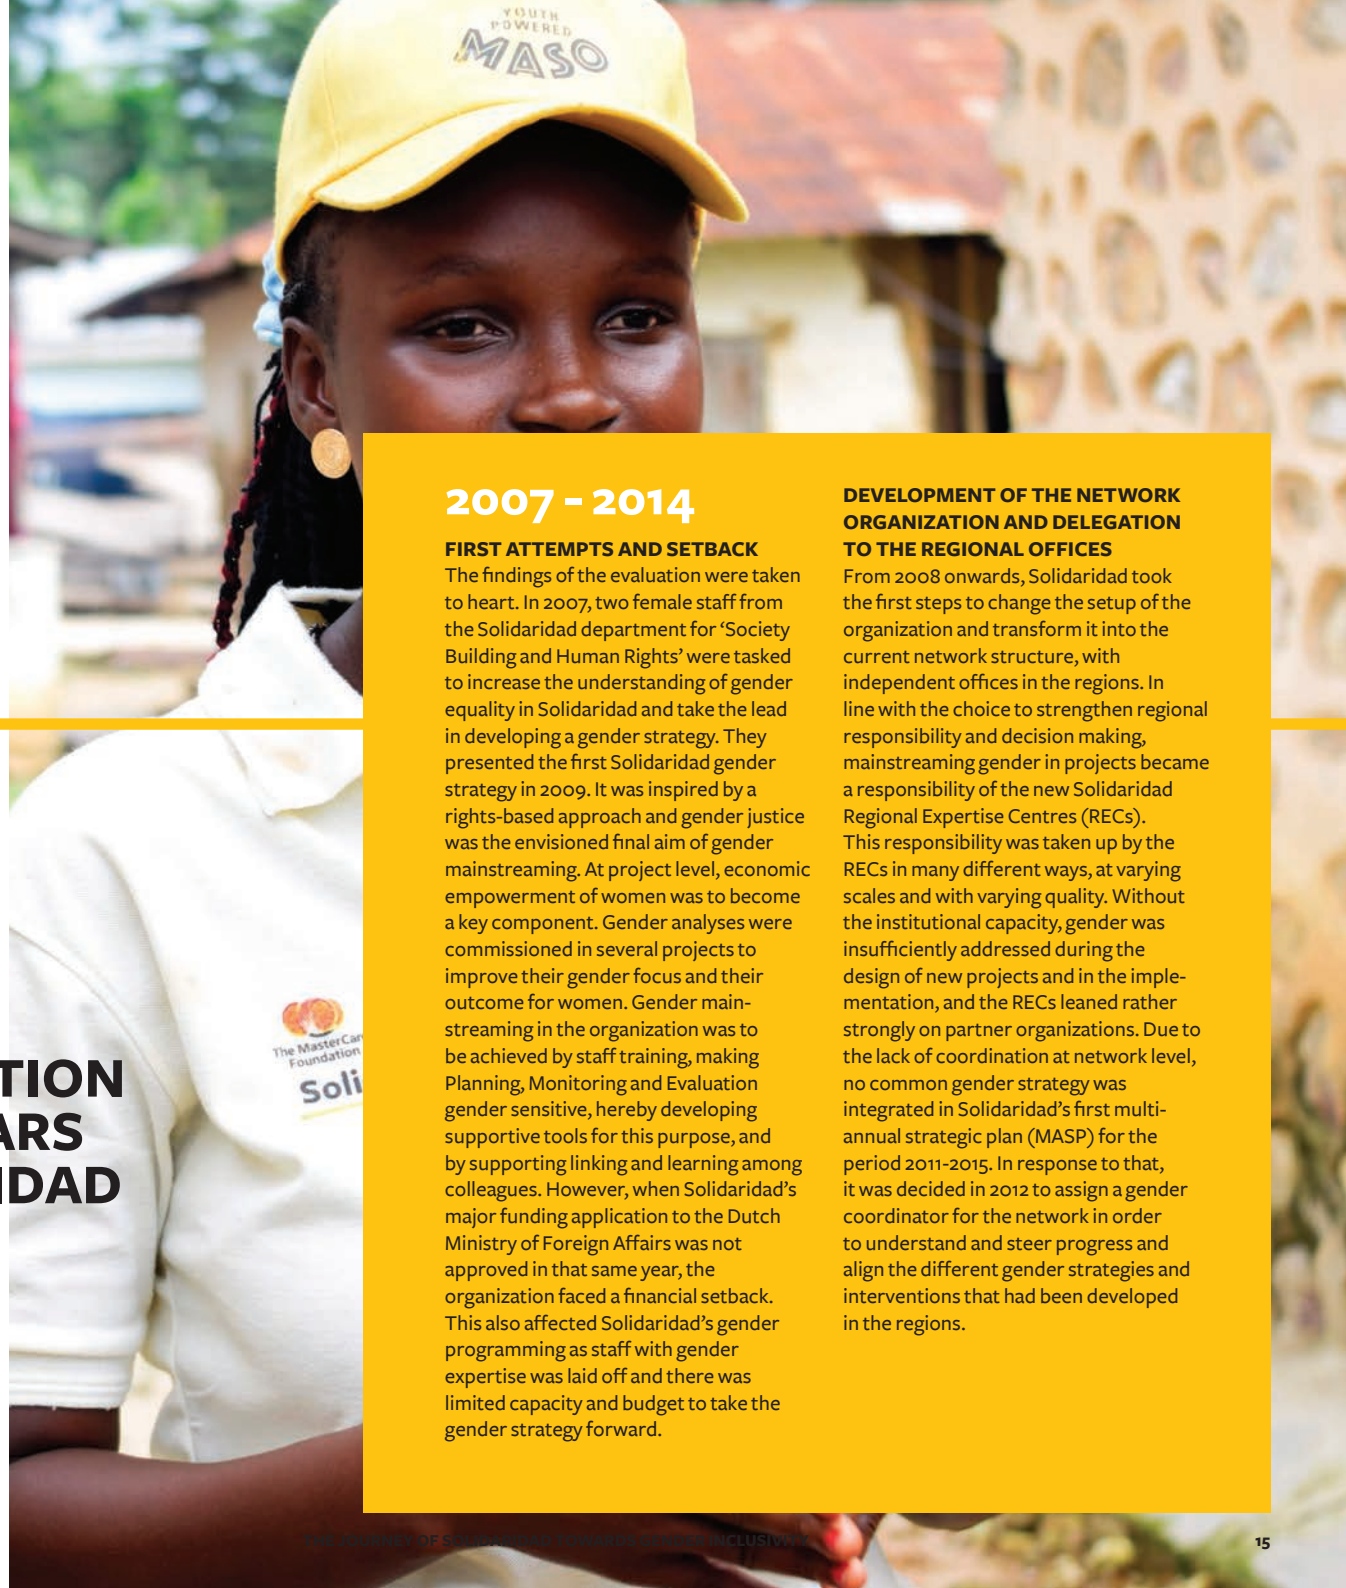 YOUTH
POWERED
MASO
2007 – 2014
FIRST ATTEMPTS AND SETBACK
The findings of the evaluation were taken
to heart. In 2007, two female staff from
the Solidaridad department for ‘Society
Building and Human Rights’ were tasked
to increase the understanding of gender
equality in Solidaridad and take the lead
in developing a gender strategy. They
presented the first Solidaridad gender
strategy in 2009. It was inspired by a
rights-based approach and gender justice
was the envisioned final aim of gender
mainstreaming. At project level, economic
empowerment of women was to become
a key component. Gender analyses were
commissioned in several projects to
improve their gender focus and their
outcome for women. Gender main-
streaming in the organization was to
be achieved by staff training, making
Planning, Monitoring and Evaluation
gender sensitive, hereby developing
supportive tools for this purpose, and
by supporting linking and learning among
colleagues. However, when Solidaridad’s
major funding application to the Dutch
Ministry of Foreign Affairs was not
approved in that same year, the
organization faced a financial setback.
This also affected Solidaridad’s gender
programming as staff with gender
expertise was laid off and there was
limited capacity and budget to take the
gender strategy forward.
DEVELOPMENT OF THE NETWORK
ORGANIZATION AND DELEGATION
TO THE REGIONAL OFFICES
From 2008 onwards, Solidaridad took
the first steps to change the setup of the
organization and transform it into the
current network structure, with
independent offices in the regions. In
line with the choice to strengthen regional
responsibility and decision making,
mainstreaming gender in projects became
a responsibility of the new Solidaridad
Regional Expertise Centres (RECs).
This responsibility was taken up by the
RECs in many different ways, at varying
scales and with varying quality. Without
the institutional capacity, gender was
insufficiently addressed during the
design of new projects and in the imple-
mentation, and the RECs leaned rather
strongly on partner organizations. Due to
the lack of coordination at network level,
no common gender strategy was
integrated in Solidaridad’s first multi-
annual strategic plan (MASP) for the
period 2011-2015. In response to that,
it was decided in 2012 to assign a gender
coordinator for the network in order
to understand and steer progress and
align the different gender strategies and
interventions that had been developed
in the regions.
The MasterCar
Foundation
Soli
TION
ARS
IDAD
THE JOURNEY OF SOLIDARIDAD TOWARDS GENDER INCLUSIVITY
15